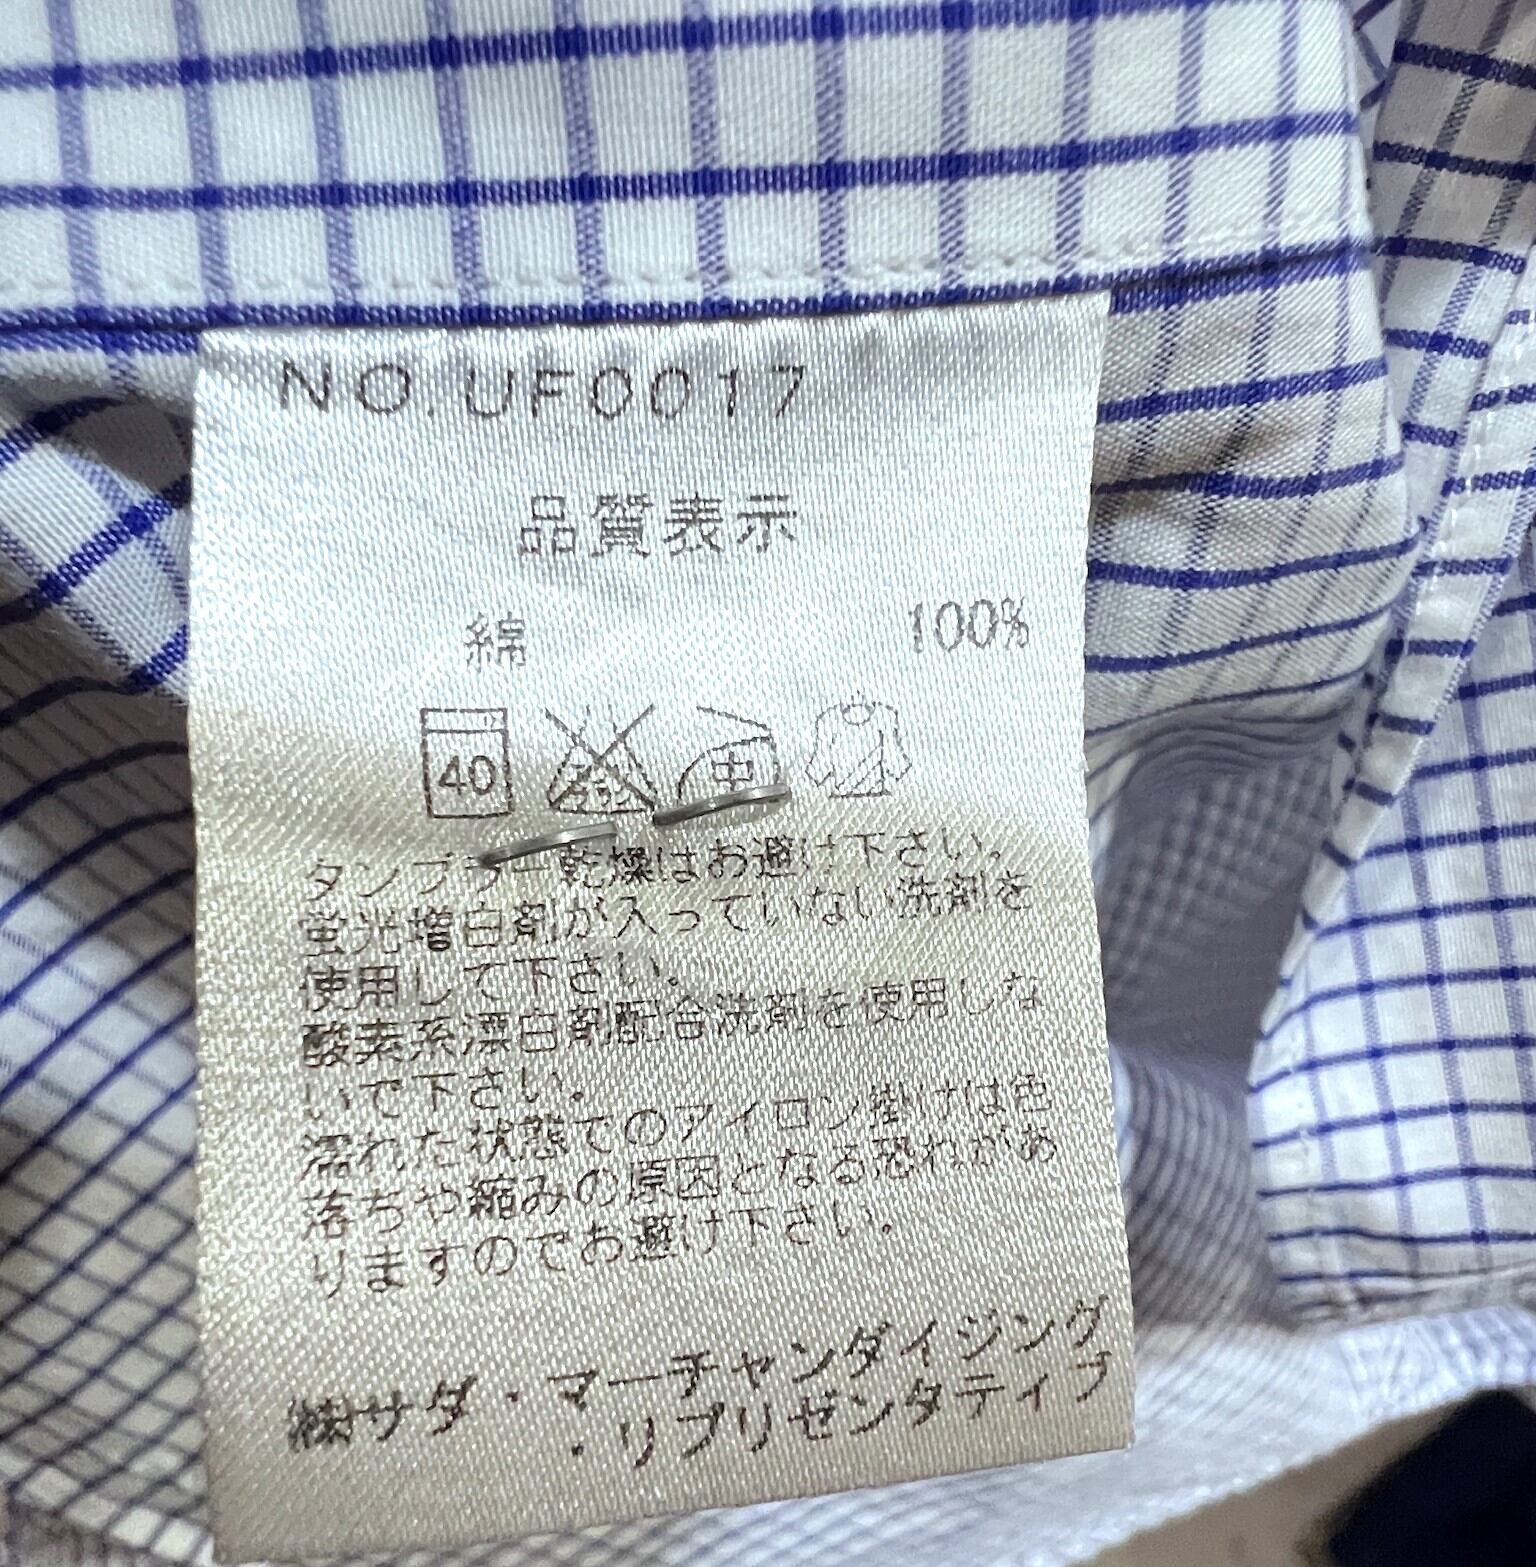 NO.UF0017
品質表示
綿 100%
40 中
タンブラー乾燥はお避け下さい。
蛍光増白剤が入っていない洗剤を
使用して下さい。
酸素系漂白剤配合洗剤を使用しな
いで下さい。
濡れた状態でのアイロン掛けは色
落ちや縮みの原因となる恐れがあ
りますのでお避け下さい。
㈱サダ・マーチャンダイジング
・リプリゼンタティブ